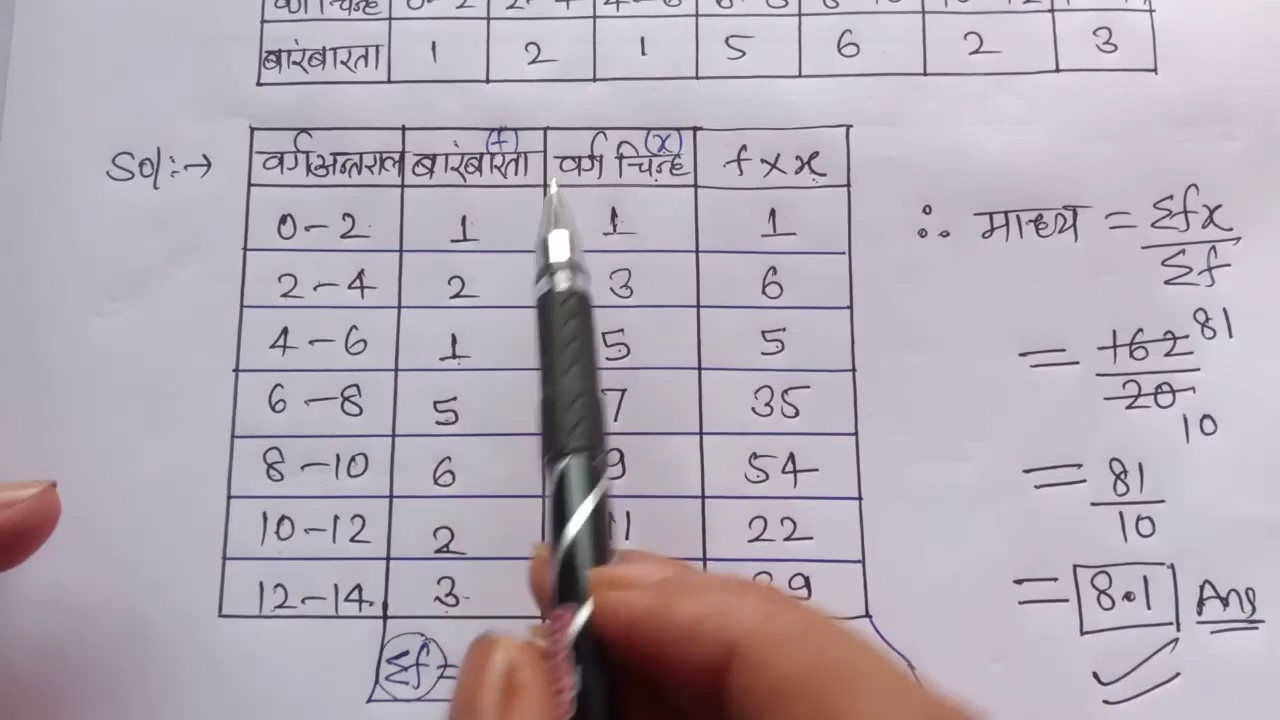 बारंबारता 1 2 1 5 6 2 3
Sol:→
वर्गअन्तराल बारंबारता (f) वर्ग चिन्ह (x) f×x
0-2 1 1 1
2-4 2 3 6
4-6 1 5 5
6-8 5 7 35
8-10 6 9 54
10-12 2 11 22
12-14 3
Σf=
∴ माध्य = Σfx / Σf
= 162 81 / 20 10
= 81 / 10
= 8.1 Ans